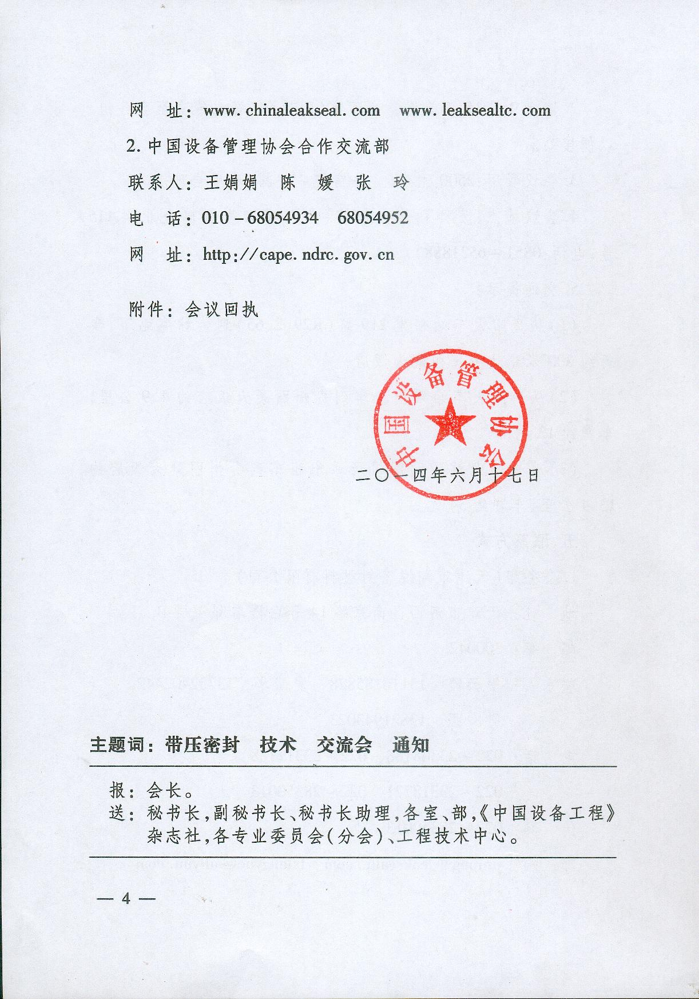 网　址：www.chinaleakseal.com　www.leaksealtc.com
2.中国设备管理协会合作交流部
联系人：王娟娟　陈　媛　张　玲
电　话：010－68054934　68054952
网　址：http://cape.ndrc.gov.cn
附件：会议回执
中国设备管理协会
二〇一四年六月十七日
主题词：带压密封　技术　交流会　通知
报：会长。
送：秘书长,副秘书长、秘书长助理,各室、部,《中国设备工程》
杂志社,各专业委员会(分会)、工程技术中心。
— 4 —